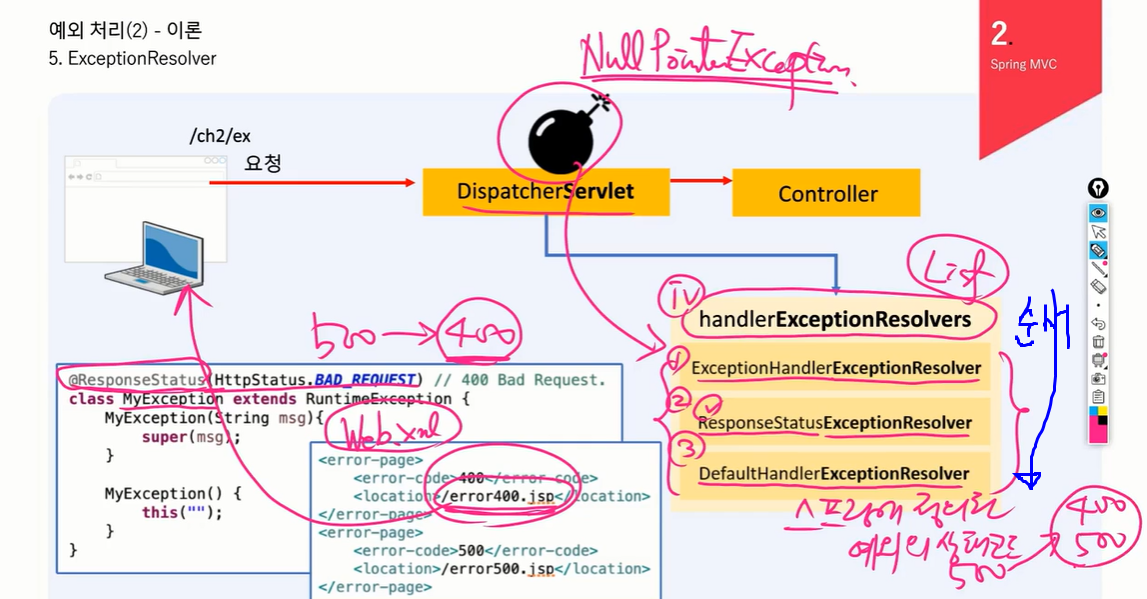 예외 처리(2) - 이론
5. ExceptionResolver
2.
Spring MVC
NullPointerException
/ch2/ex
요청
DispatcherServlet
Controller
List
iv
handlerExceptionResolvers
순서
500 → 400
① ExceptionHandlerExceptionResolver
② ResponseStatusExceptionResolver
③ DefaultHandlerExceptionResolver
@ResponseStatus(HttpStatus.BAD_REQUEST) // 400 Bad Request.
class MyException extends RuntimeException {
MyException(String msg){
super(msg);
}
MyException() {
this("");
}
}
Web.xml
<error-page>
<error-code>400</error-code>
<location>/error400.jsp</location>
</error-page>
<error-page>
<error-code>500</error-code>
<location>/error500.jsp</location>
</error-page>
스프링에 정의된
예외의 상태코드
500 →
400
500